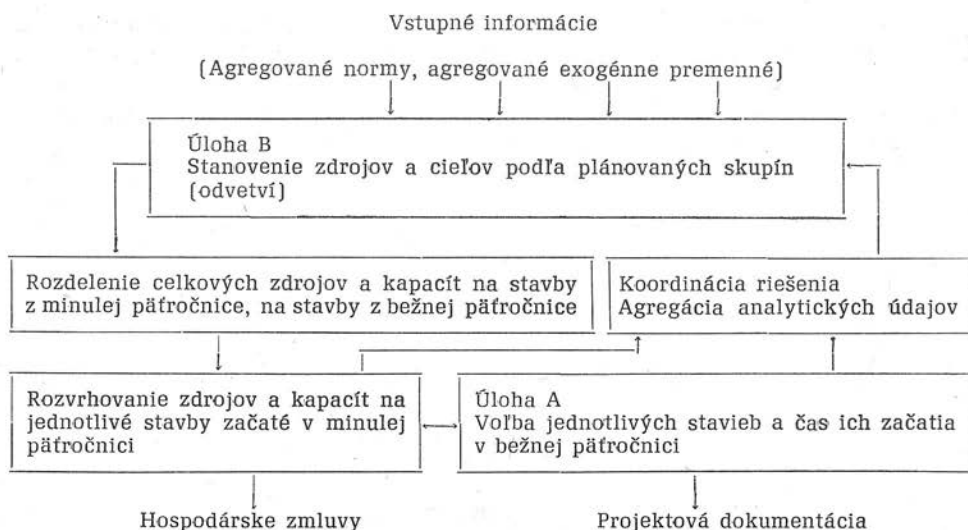 Vstupné informácie
(Agregované normy, agregované exogénne premenné)
Úloha B
Stanovenie zdrojov a cieľov podľa plánovaných skupín
(odvetví)
Rozdelenie celkových zdrojov a kapacít na stavby
z minulej päťročnice, na stavby z bežnej päťročnice
Koordinácia riešenia
Agregácia analytických údajov
Rozvrhovanie zdrojov a kapacít na
jednotlivé stavby začaté v minulej
päťročnici
Úloha A
Voľba jednotlivých stavieb a čas ich začatia
v bežnej päťročnici
Hospodárske zmluvy
Projektová dokumentácia